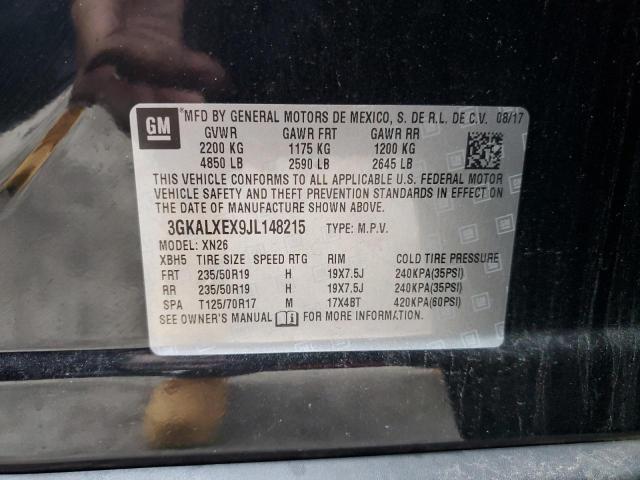 GM
*MFD BY GENERAL MOTORS DE MEXICO, S. DE R.L. DE C.V. 08/17
GVWR GAWR FRT GAWR RR
2200 KG 1175 KG 1200 KG
4850 LB 2590 LB 2645 LB
THIS VEHICLE CONFORMS TO ALL APPLICABLE U.S. FEDERAL MOTOR
VEHICLE SAFETY AND THEFT PREVENTION STANDARDS IN EFFECT ON
THE DATE OF MANUFACTURE SHOWN ABOVE.
3GKALXEX9JL148215 TYPE: M.P.V.
MODEL: XN26
XBH5 TIRE SIZE SPEED RTG RIM COLD TIRE PRESSURE
FRT 235/50R19 H 19X7.5J 240KPA(35PSI)
RR 235/50R19 H 19X7.5J 240KPA(35PSI)
SPA T125/70R17 M 17X4BT 420KPA(60PSI)
SEE OWNER'S MANUAL FOR MORE INFORMATION.